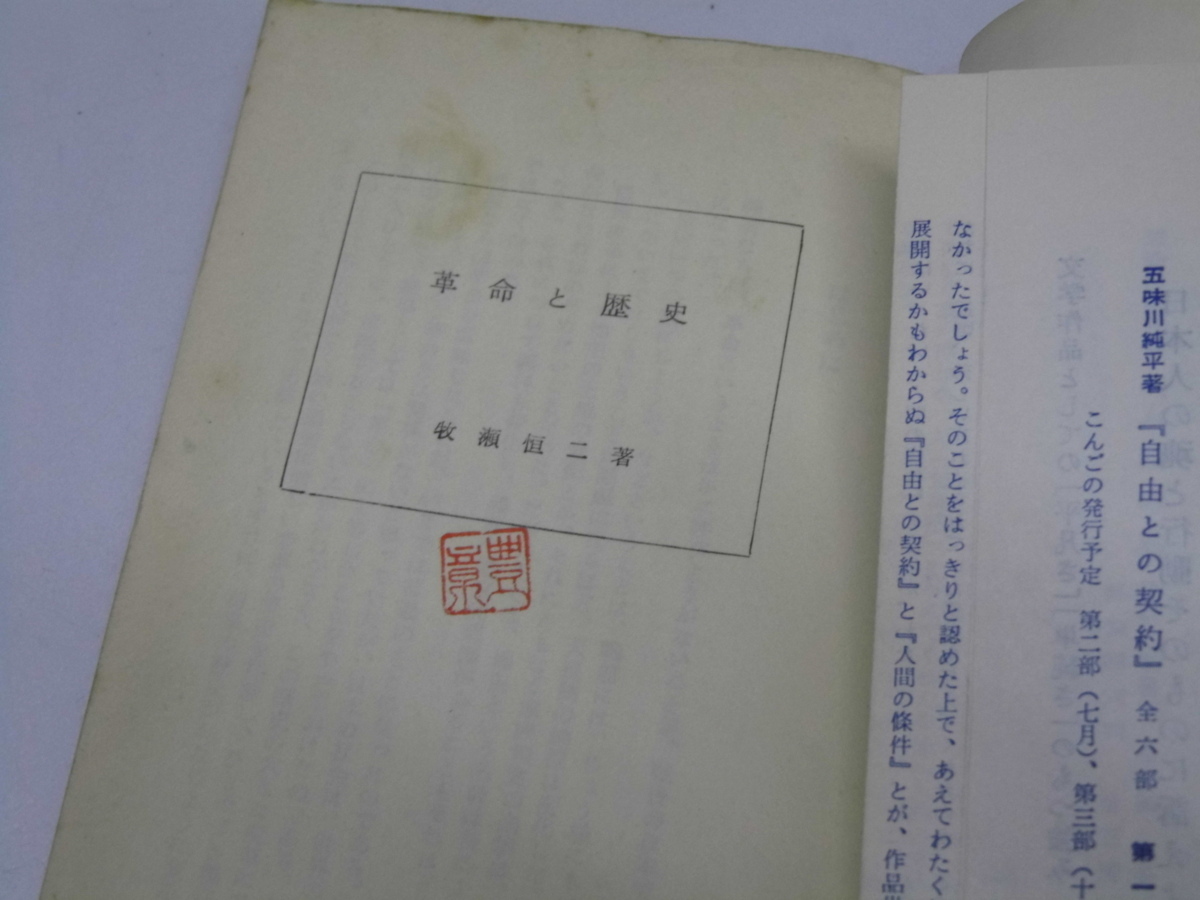 革命と歴史
牧瀬恒二著
五味川純平著『自由との契約』全六部 第一
こんごの発行予定 第二部(七月)、第三部(十
なかったでしょう。そのことをはっきりと認めた上で、あえてわたく
展開するかもわからぬ『自由との契約』と『人間の條件』とが、作品